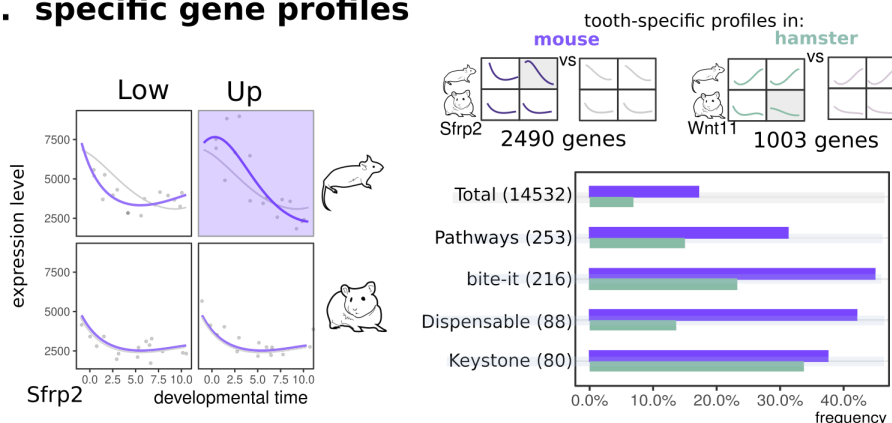 . specific gene profiles
Low Up
expression level
7500
5000
2500
7500
5000
2500
0.0 2.5 5.0 7.5 10.0 0.0 2.5 5.0 7.5 10.0
Sfrp2 developmental time
tooth-specific profiles in:
mouse hamster
vs vs
Sfrp2 Wnt11
2490 genes 1003 genes
Total (14532)
Pathways (253)
bite-it (216)
Dispensable (88)
Keystone (80)
0.0% 10.0% 20.0% 30.0% 40.0%
frequency